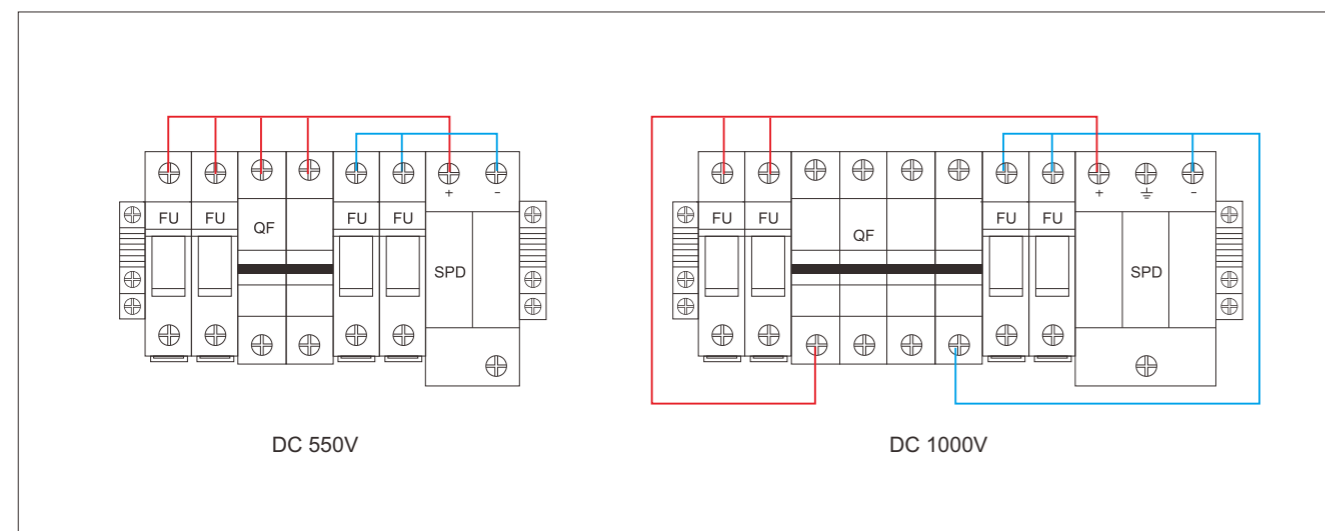 + − + ⏚ −
FU FU FU FU FU FU FU FU
QF QF
SPD SPD
DC 550V DC 1000V